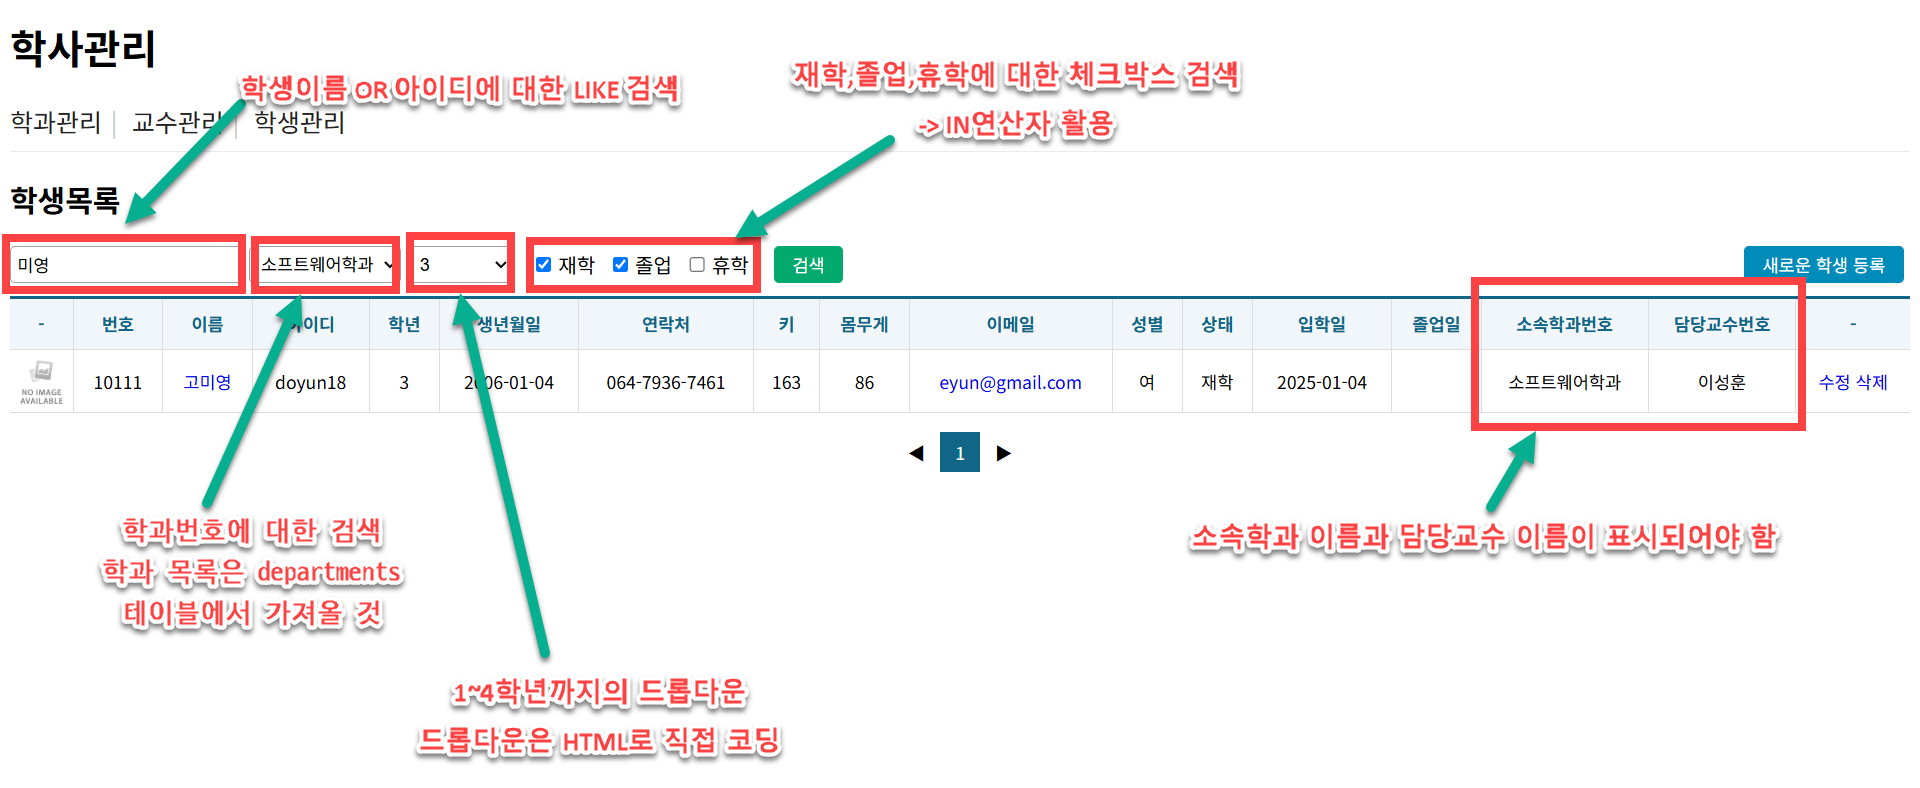 학사관리
학생이름 OR 아이디에 대한 LIKE 검색
재학,졸업,휴학에 대한 체크박스 검색
-> IN연산자 활용
학과관리 교수관리 학생관리
학생목록
미영 소프트웨어학과 3 재학 졸업 휴학 검색 새로운 학생 등록
- 번호 이름 아이디 학년 생년월일 연락처 키 몸무게 이메일 성별 상태 입학일 졸업일 소속학과번호 담당교수번호 -
NO IMAGE
AVAILABLE
10111 고미영 doyun18 3 2006-01-04 064-7936-7461 163 86 eyun@gmail.com 여 재학 2025-01-04 소프트웨어학과 이성훈 수정 삭제
◀ 1 ▶
학과번호에 대한 검색
학과 목록은 departments
테이블에서 가져올 것
소속학과 이름과 담당교수 이름이 표시되어야 함
1~4학년까지의 드롭다운
드롭다운은 HTML로 직접 코딩